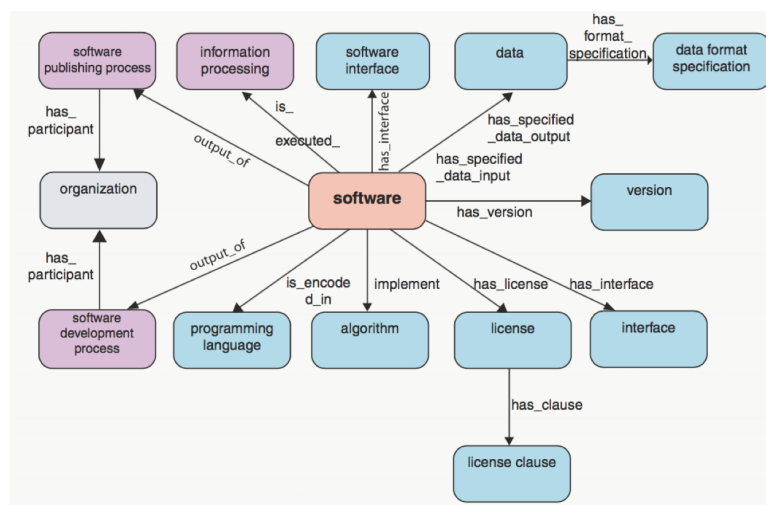 has_
format_
specification_
software
publishing process
information
processing
software
interface
data
data format
specification
has_
participant
output_of
is_
executed_
has_interface
has_specified
_data_output
has_specified
_data_input
organization
software
has_version
version
has_
participant
output_of
is_encode
d_in
implement
has_license
has_interface
software
development
process
programming
language
algorithm
license
interface
has_clause
license clause